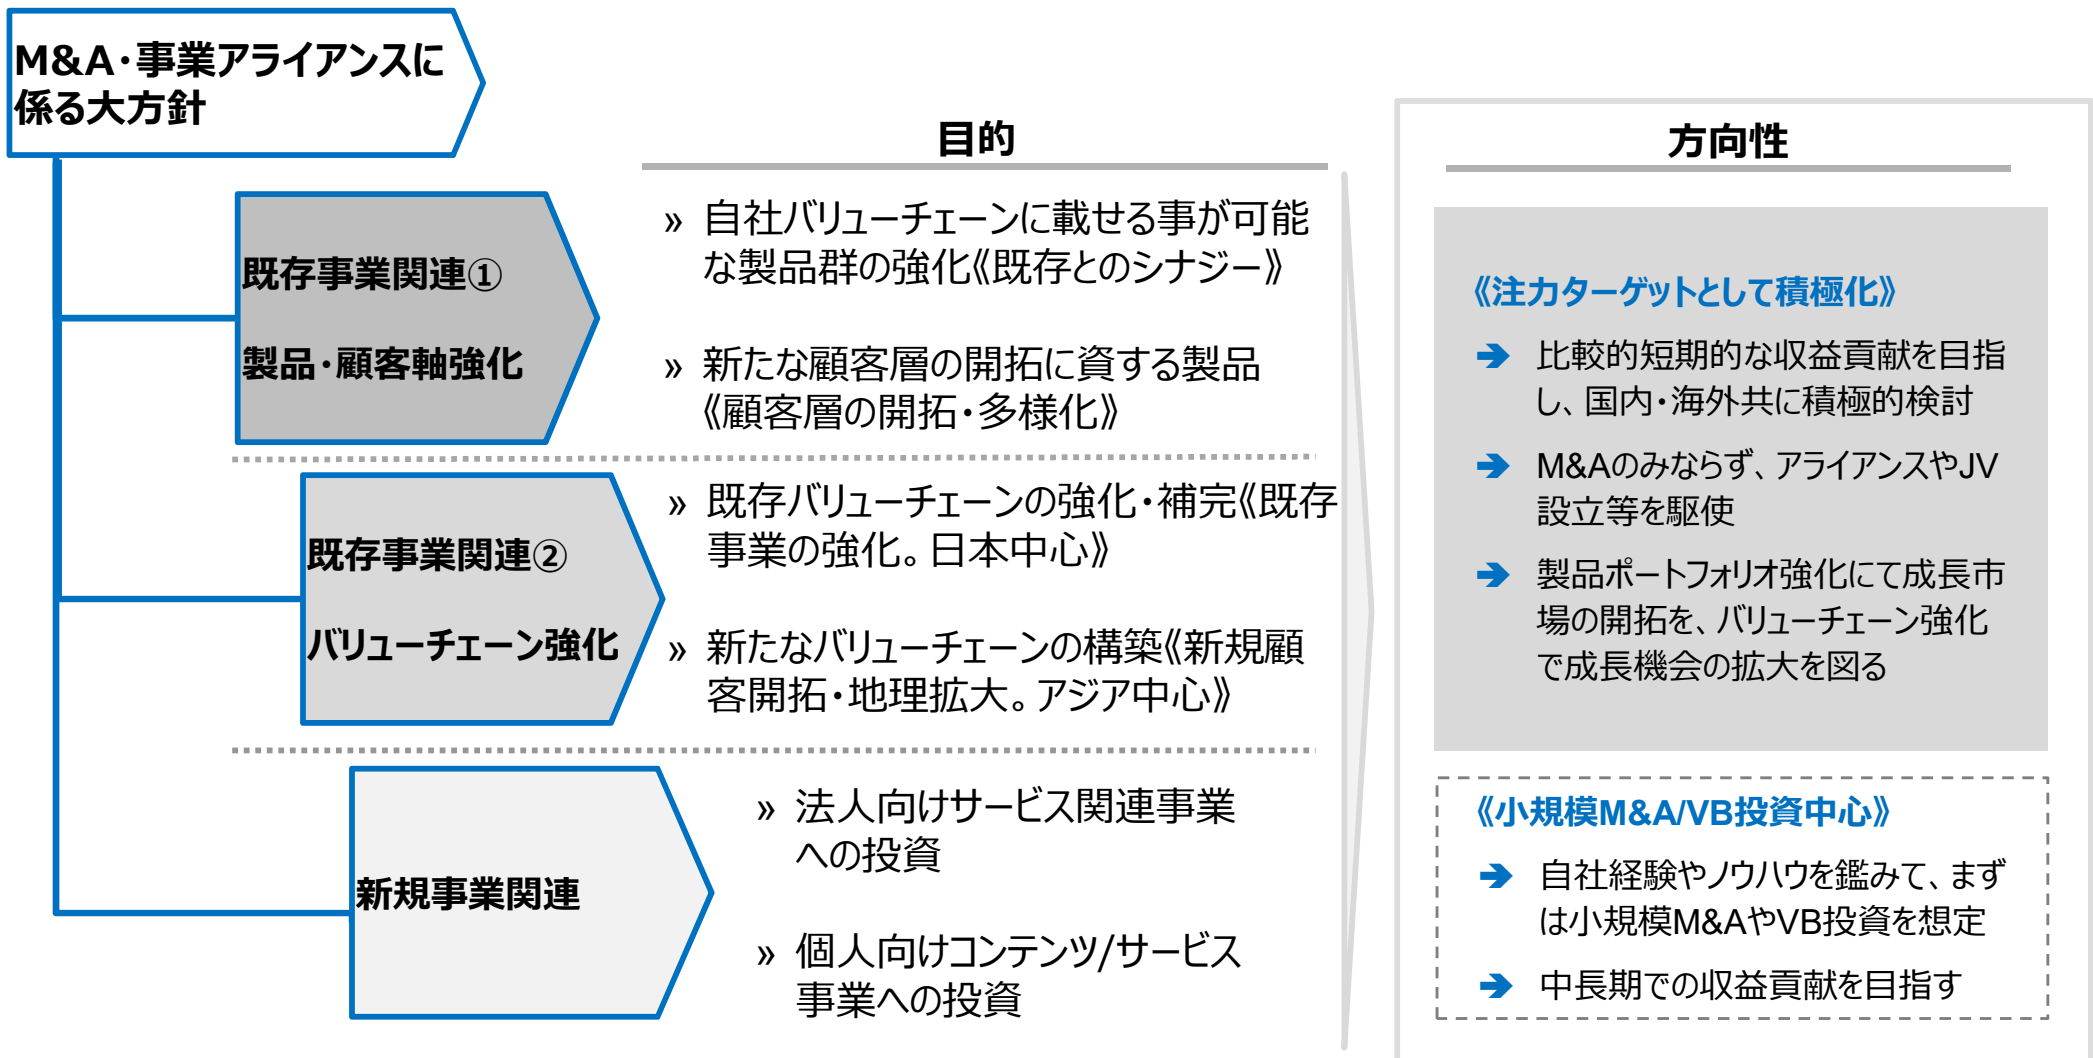 M&A・事業アライアンスに
係る大方針
目的
既存事業関連①
製品・顧客軸強化
» 自社バリューチェーンに載せる事が可能
な製品群の強化《既存とのシナジー》
» 新たな顧客層の開拓に資する製品
《顧客層の開拓・多様化》
既存事業関連②
バリューチェーン強化
» 既存バリューチェーンの強化・補完《既存
事業の強化。日本中心》
» 新たなバリューチェーンの構築《新規顧
客開拓・地理拡大。アジア中心》
新規事業関連
» 法人向けサービス関連事業
への投資
» 個人向けコンテンツ/サービス
事業への投資
方向性
《注力ターゲットとして積極化》
➔ 比較的短期的な収益貢献を目指
し、国内・海外共に積極的検討
➔ M&Aのみならず、アライアンスやJV
設立等を駆使
➔ 製品ポートフォリオ強化にて成長市
場の開拓を、バリューチェーン強化
で成長機会の拡大を図る
《小規模M&A/VB投資中心》
➔ 自社経験やノウハウを鑑みて、まず
は小規模M&AやVB投資を想定
➔ 中長期での収益貢献を目指す